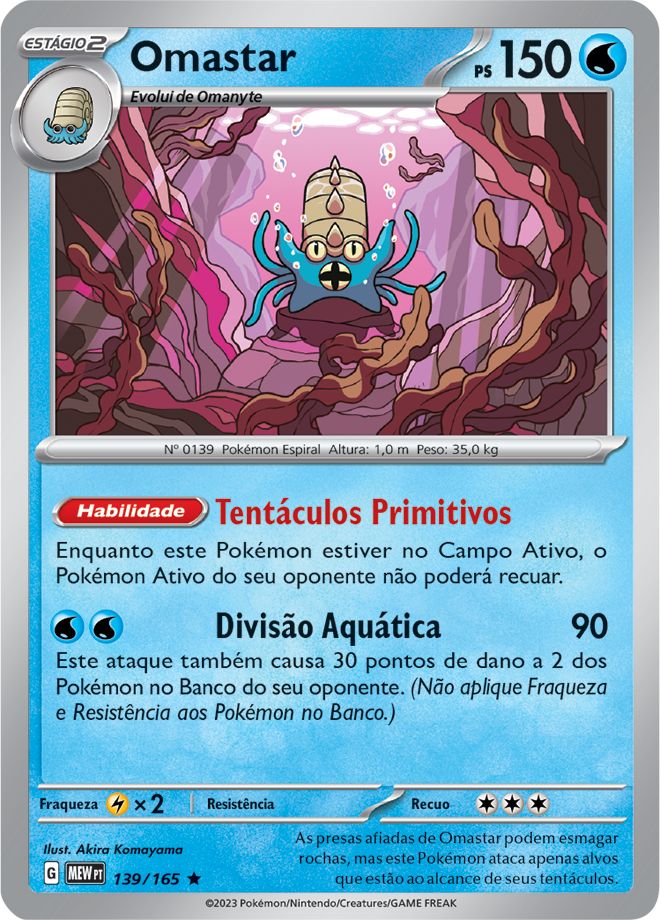 ESTÁGIO 2
Omastar
PS 150
Evolui de Omanyte
Nº 0139 Pokémon Espiral Altura: 1,0 m Peso: 35,0 kg
Habilidade Tentáculos Primitivos
Enquanto este Pokémon estiver no Campo Ativo, o
Pokémon Ativo do seu oponente não poderá recuar.
Divisão Aquática 90
Este ataque também causa 30 pontos de dano a 2 dos
Pokémon no Banco do seu oponente. (Não aplique Fraqueza
e Resistência aos Pokémon no Banco.)
Fraqueza ×2 Resistência Recuo
Ilust. Akira Komayama
G MEW PT 139/165 ★
As presas afiadas de Omastar podem esmagar
rochas, mas este Pokémon ataca apenas alvos
que estão ao alcance de seus tentáculos.
©2023 Pokémon/Nintendo/Creatures/GAME FREAK